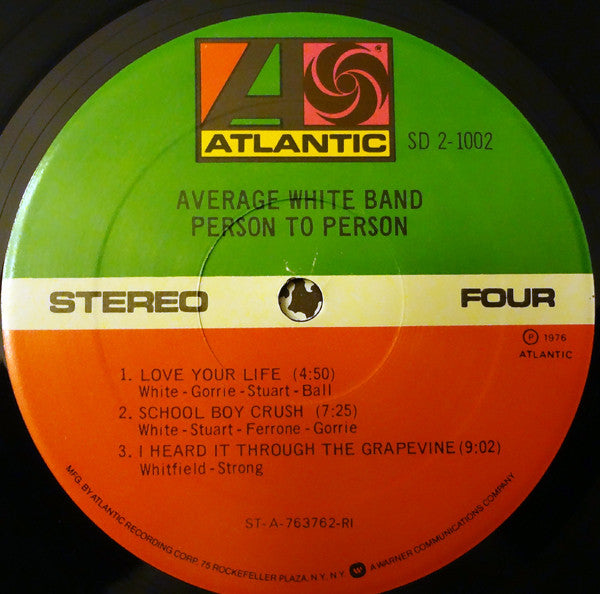 ATLANTIC
SD 2-1002
AVERAGE WHITE BAND
PERSON TO PERSON
STEREO
FOUR
Ⓟ 1976
ATLANTIC
1. LOVE YOUR LIFE (4:50)
White - Gorrie - Stuart - Ball
2. SCHOOL BOY CRUSH (7:25)
White - Stuart - Ferrone - Gorrie
3. I HEARD IT THROUGH THE GRAPEVINE (9:02)
Whitfield - Strong
ST-A-763762-RI
MFG. BY ATLANTIC RECORDING CORP., 75 ROCKEFELLER PLAZA, N.Y. N.Y. A WARNER COMMUNICATIONS COMPANY